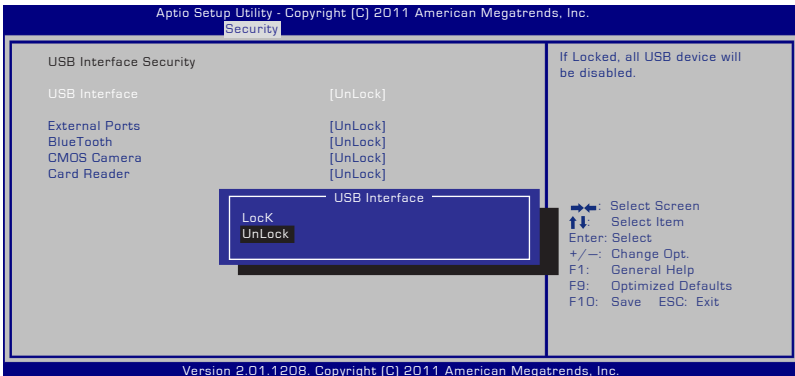 Aptio Setup Utility - Copyright (C) 2011 American Megatrends, Inc.
Security
USB Interface Security
USB Interface [UnLock]
External Ports [UnLock]
BlueTooth [UnLock]
CMOS Camera [UnLock]
Card Reader [UnLock]
USB Interface
LocK
UnLock
If Locked, all USB device will
be disabled.
→←: Select Screen
↑↓: Select Item
Enter: Select
+/—: Change Opt.
F1: General Help
F9: Optimized Defaults
F10: Save ESC: Exit
Version 2.01.1208. Copyright (C) 2011 American Megatrends, Inc.